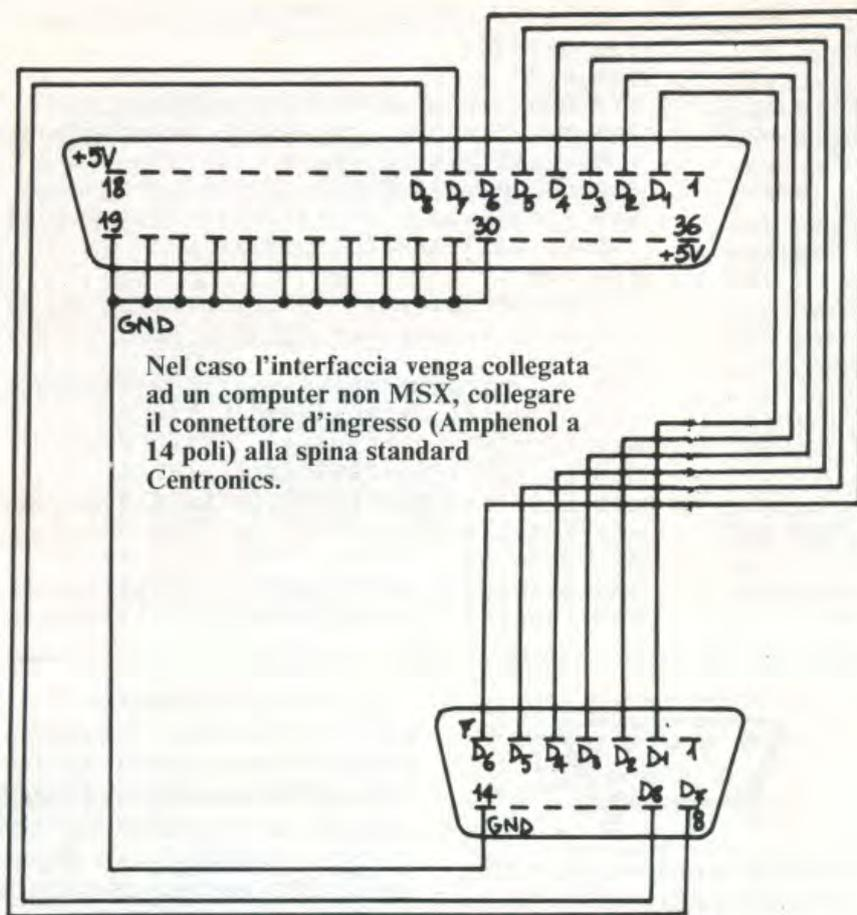 +5V
18 D8 D7 D6 D5 D4 D3 D2 D1 1
19 30 36
+5V
GND
Nel caso l'interfaccia venga collegata
ad un computer non MSX, collegare
il connettore d'ingresso (Amphenol a
14 poli) alla spina standard
Centronics.
7
D6 D5 D4 D3 D2 D1 1
14 D8 D7
GND 8